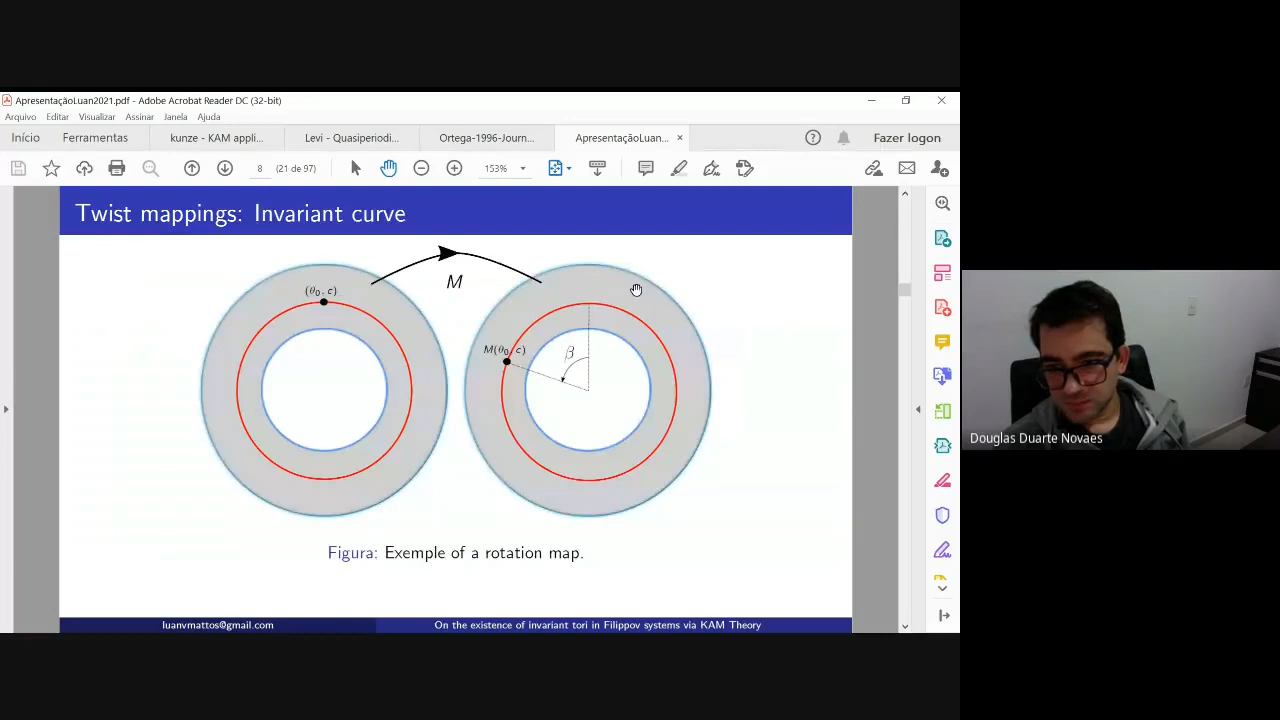 ApresentaçãoLuan2021.pdf - Adobe Acrobat Reader DC (32-bit)
Arquivo Editar Visualizar Assinar Janela Ajuda
Início Ferramentas kunze - KAM appli... Levi - Quasiperiodi... Ortega-1996-Journ... ApresentaçãoLuan... × Fazer logon
8 (21 de 97) 153%
Twist mappings: Invariant curve
M
(θ₀, c)
M(θ₀, c)
β
Figura: Exemple of a rotation map.
luanvmattos@gmail.com On the existence of invariant tori in Filippov systems via KAM Theory
Douglas Duarte Novaes